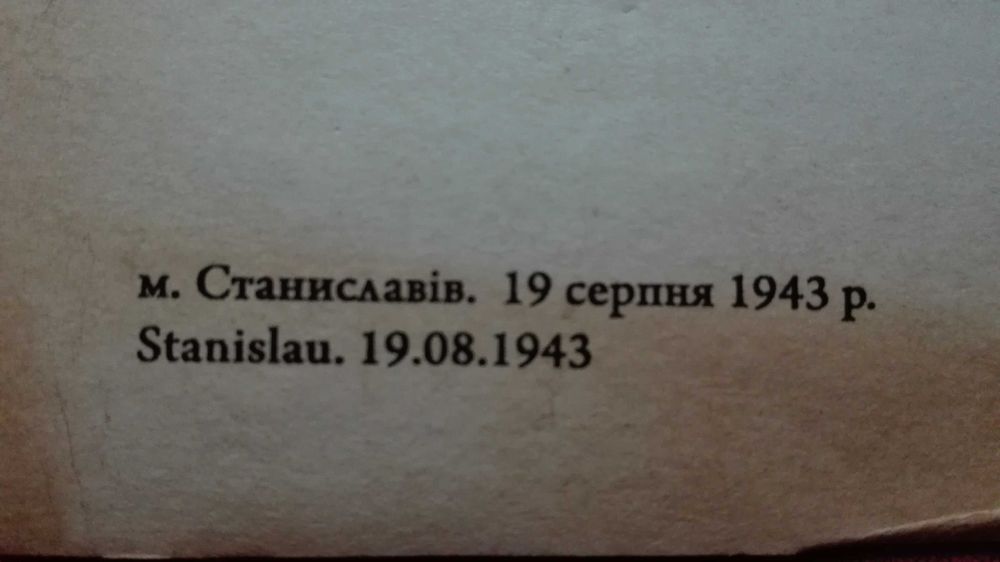 м. Станиславів. 19 серпня 1943 р.
Stanislau. 19.08.1943